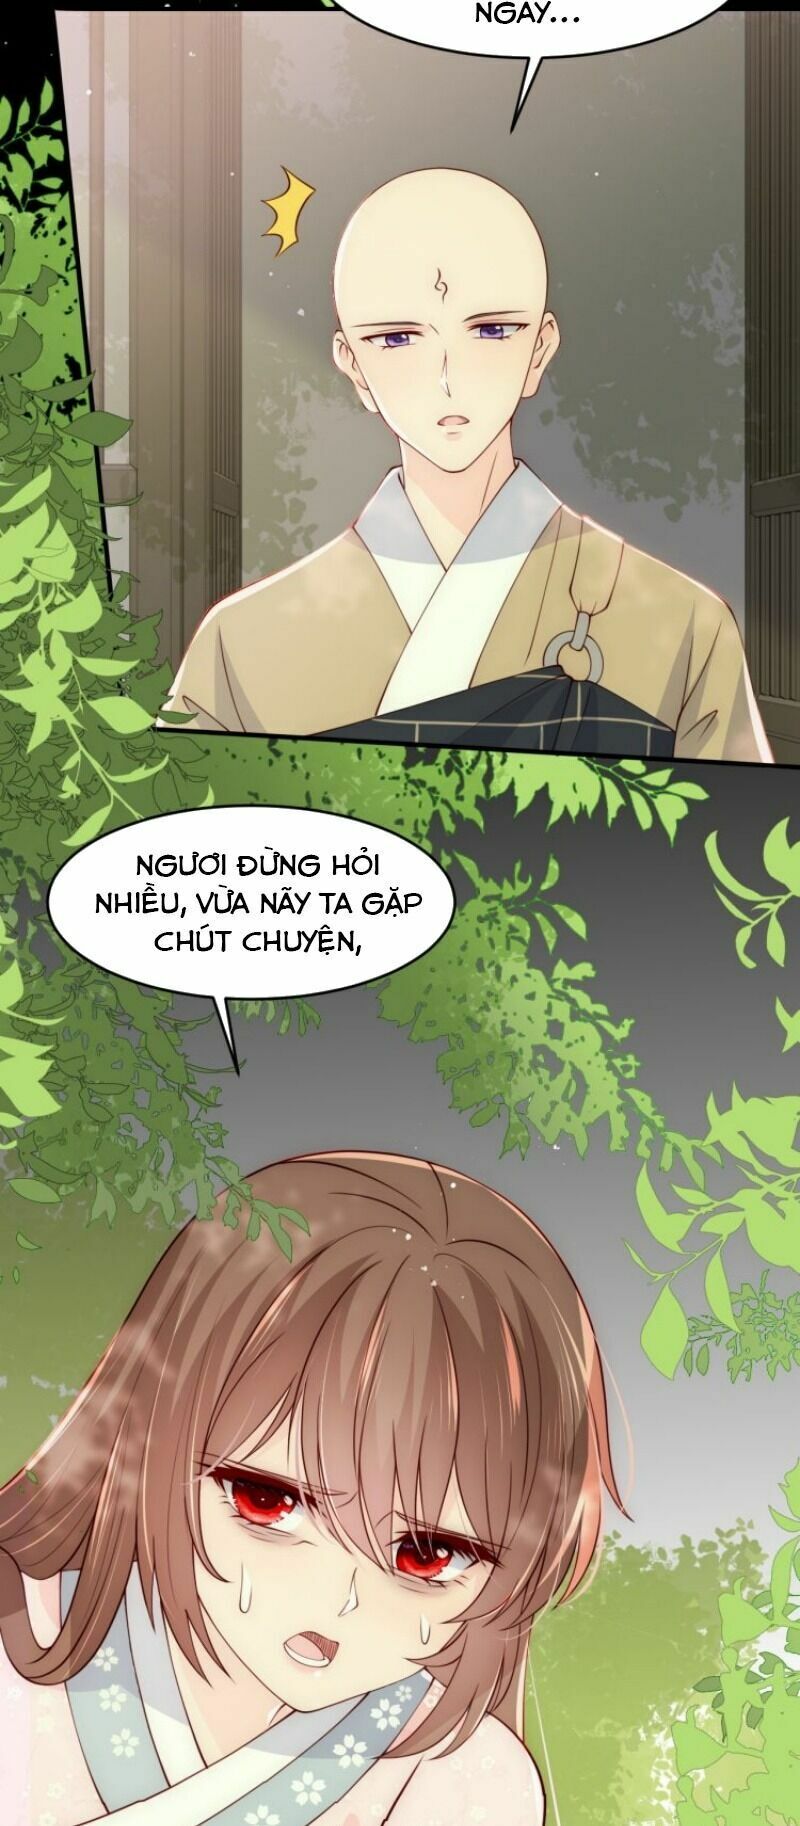 NGAY...
NGƯƠI ĐỪNG HỎI
NHIỀU, VỪA NÃY TA GẶP
CHÚT CHUYỆN,